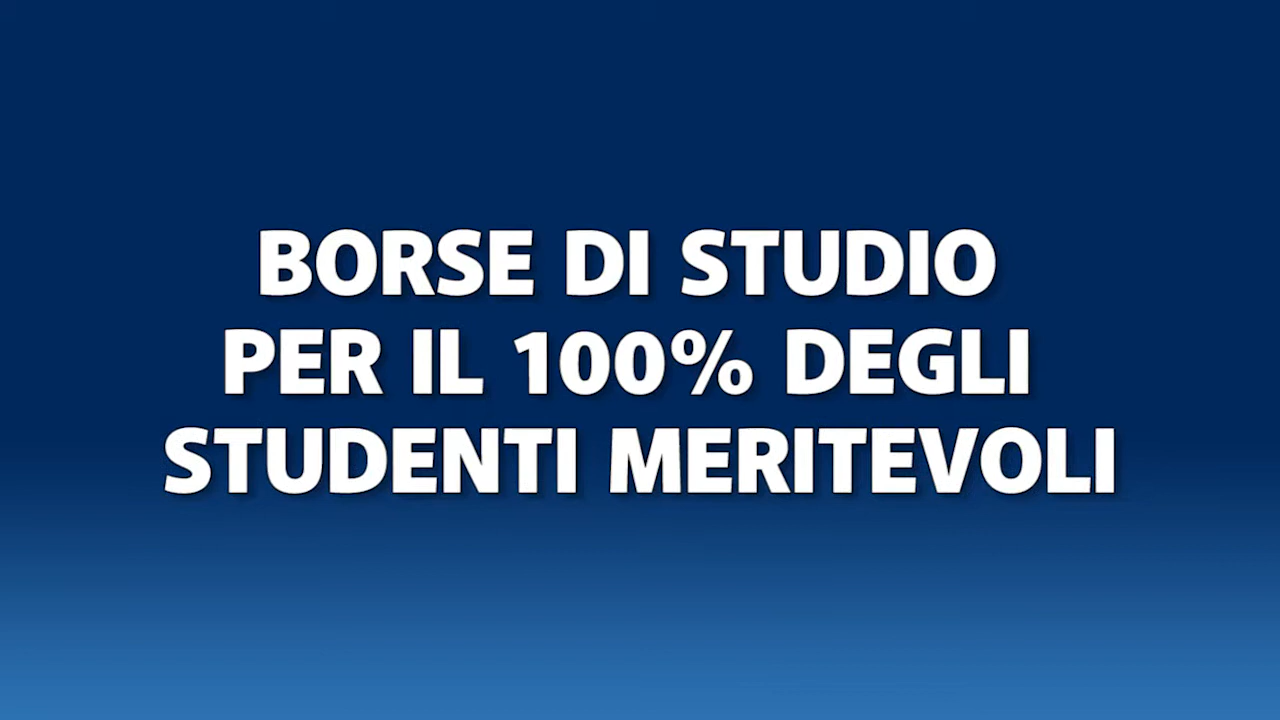 BORSE DI STUDIO
PER IL 100% DEGLI
STUDENTI MERITEVOLI